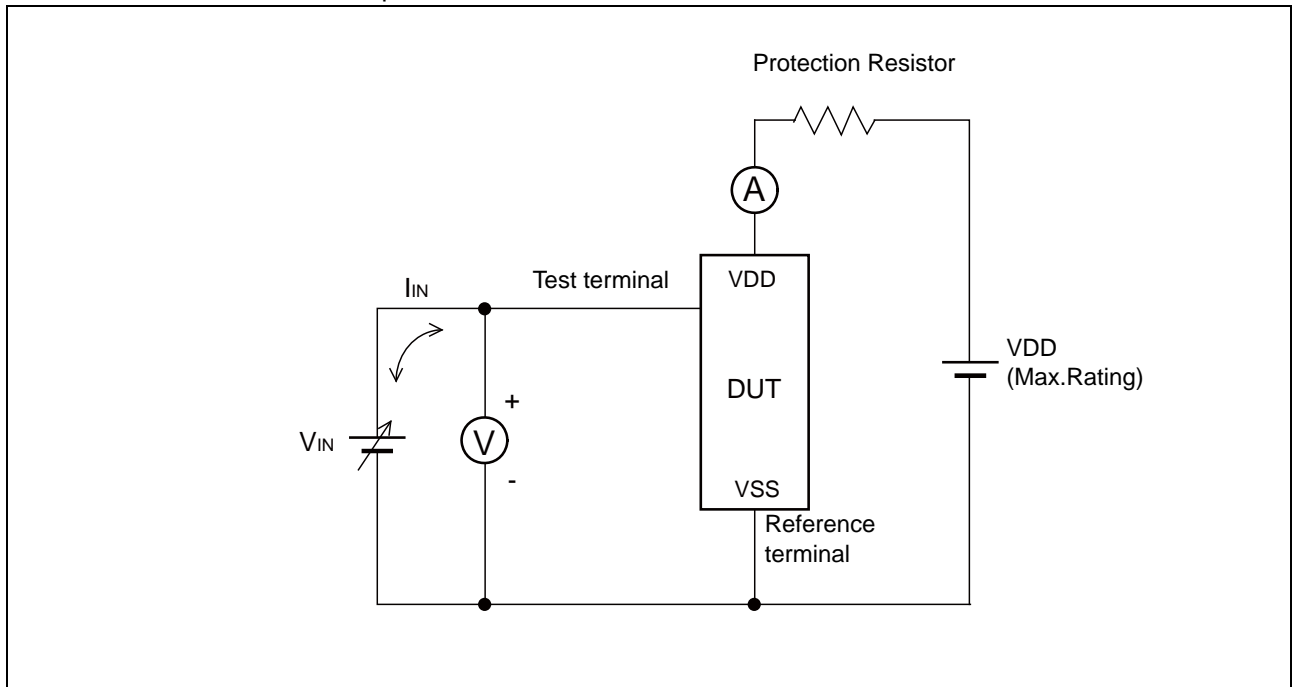 Protection Resistor
A
Test terminal
VDD
IIN
VDD
(Max.Rating)
DUT
+
VIN
V
-
VSS
Reference
terminal